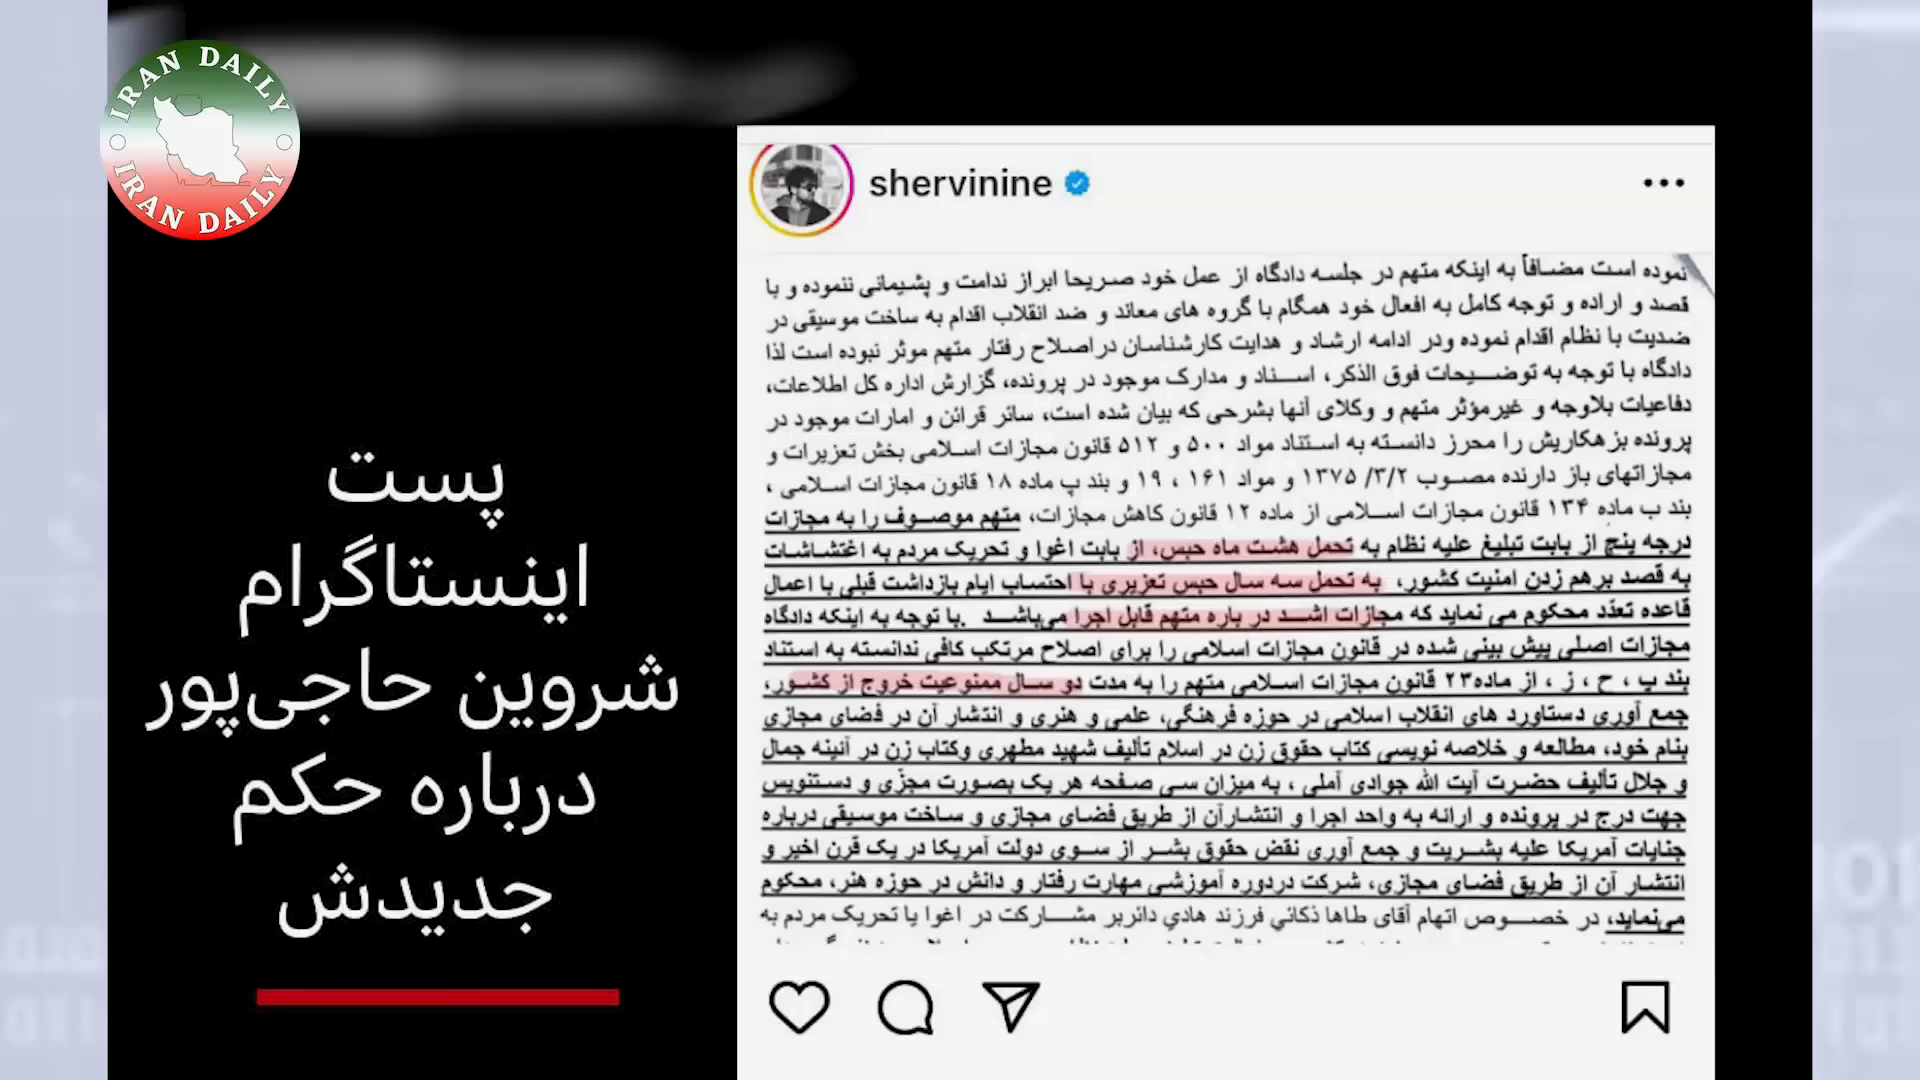 IRAN DAILY
IRAN DAILY
پست
اینستاگرام
شروین حاجی‌پور
درباره حکم
جدیدش
shervinine
نموده است مضافاً به اینکه متهم در جلسه دادگاه از عمل خود صریحا ابراز ندامت و پشیمانی ننموده و با
قصد و اراده و توجه کامل به افعال خود همگام با گروه های معاند و ضد انقلاب اقدام به ساخت موسیقی در
ضدیت با نظام اقدام نموده ودر ادامه ارشاد و هدایت کارشناسان دراصلاح رفتار متهم موثر نبوده است لذا
دادگاه با توجه به توضیحات فوق الذکر، اسناد و مدارک موجود در پرونده، گزارش اداره کل اطلاعات،
دفاعیات بلاوجه و غیرمؤثر متهم و وکلای آنها بشرحی که بیان شده است، سائر قرائن و امارات موجود در
پرونده بزهکاریش را محرز دانسته به استناد مواد ۵۰۰ و ۵۱۲ قانون مجازات اسلامی بخش تعزیرات و
مجازاتهای باز دارنده مصوب ۱۳۷۵ /۳/۲ و مواد ۱۶۱ ، ۱۹ و بند پ ماده ۱۸ قانون مجازات اسلامی ،
بند ب ماده ۱۳۴ قانون مجازات اسلامی از ماده ۱۲ قانون کاهش مجازات، متهم موصوف را به مجازات
درجه پنج از بابت تبلیغ علیه نظام به تحمل هشت ماه حبس، از بابت اغوا و تحریک مردم به اغتشاشات
به قصد برهم زدن امنیت کشور، به تحمل سه سال حبس تعزیری با احتساب ایام بازداشت قبلی با اعمال
قاعده تعدّد محکوم می نماید که مجازات اشد در باره متهم قابل اجرا می‌باشد .با توجه به اینکه دادگاه
مجازات اصلی پیش بینی شده در قانون مجازات اسلامی را برای اصلاح مرتکب کافی ندانسته به استناد
بند ب ، ح ، ز ، از ماده۲۳ قانون مجازات اسلامی متهم را به مدت دو سال ممنوعیت خروج از کشور،
جمع آوری دستاورد های انقلاب اسلامی در حوزه فرهنگی، علمی و هنری و انتشار آن در فضای مجازی
بنام خود، مطالعه و خلاصه نویسی کتاب حقوق زن در اسلام تألیف شهید مطهری وکتاب زن در آئینه جمال
و جلال تألیف حضرت آیت الله جوادی آملی ، به میزان سی صفحه هر یک بصورت مجزّی و دستنویس
جهت درج در پرونده و ارائه به واحد اجرا و انتشارآن از طریق فضای مجازی و ساخت موسیقی درباره
جنایات آمریکا علیه بشریت و جمع آوری نقض حقوق بشر از سوی دولت آمریکا در یک قرن اخیر و
انتشار آن از طریق فضای مجازی، شرکت دردوره آموزشی مهارت رفتار و دانش در حوزه هنر، محکوم
می‌نماید، در خصوص اتهام آقای طاها ذکائی فرزند هادی دائربر مشارکت در اغوا یا تحریک مردم به